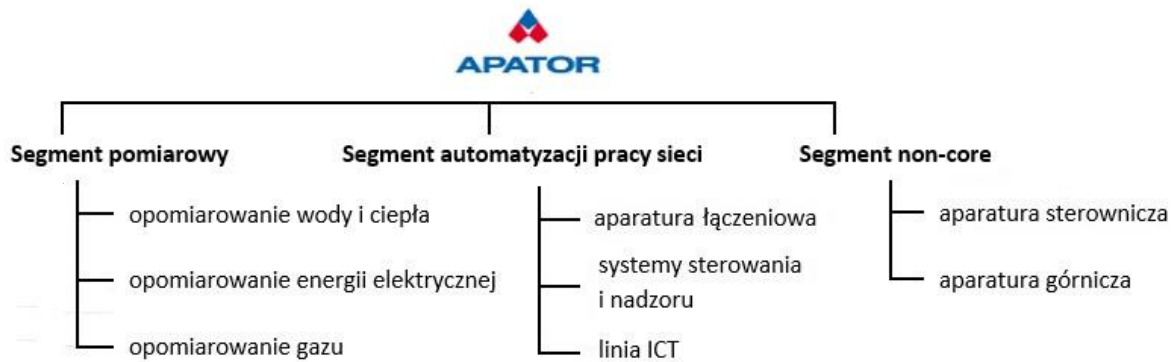 APATOR
Segment pomiarowy
opomiarowanie wody i ciepła
opomiarowanie energii elektrycznej
opomiarowanie gazu
Segment automatyzacji pracy sieci
aparatura łączeniowa
systemy sterowania
i nadzoru
linia ICT
Segment non-core
aparatura sterownicza
aparatura górnicza